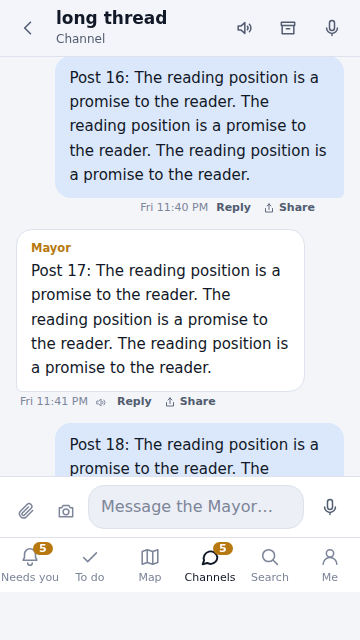 long thread
Channel
Post 16: The reading position is a
promise to the reader. The
reading position is a promise to
the reader. The reading position is
a promise to the reader.
Fri 11:40 PM Reply Share
Mayor
Post 17: The reading position is a
promise to the reader. The
reading position is a promise to
the reader. The reading position is
a promise to the reader.
Fri 11:41 PM Reply Share
Post 18: The reading position is a
promise to the reader. The
Message the Mayor…
5 5
Needs you To do Map Channels Search Me